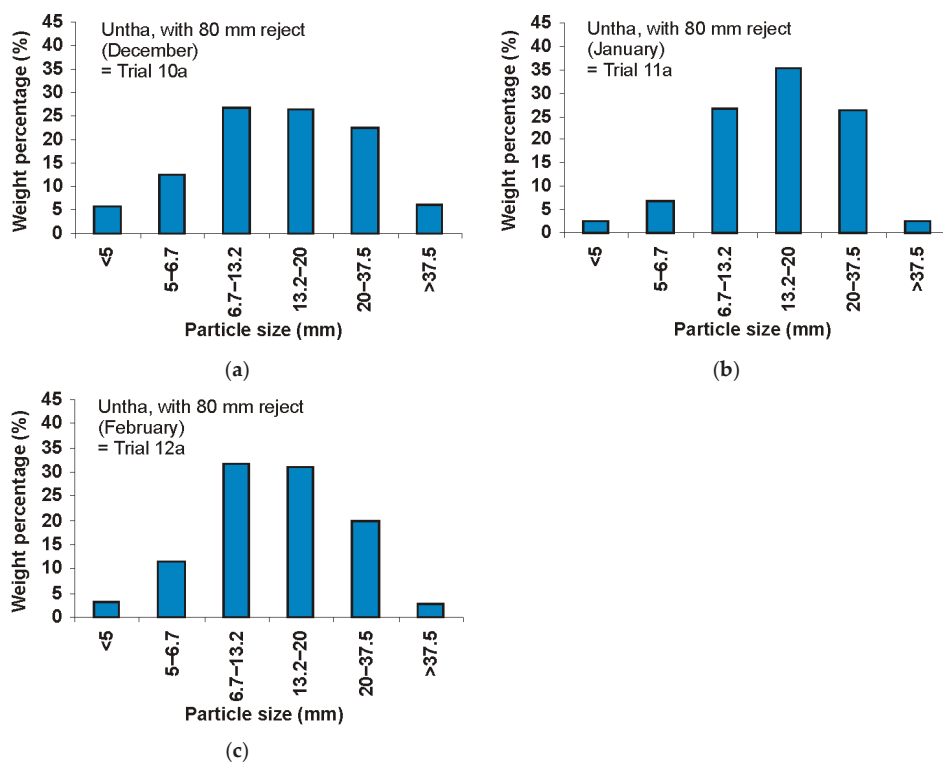 Untha, with 80 mm reject
(December)
= Trial 10a
Weight percentage (%)
45
40
35
30
25
20
15
10
5
0
<5
5–6.7
6.7–13.2
13.2–20
20–37.5
>37.5
Particle size (mm)
(a)
Untha, with 80 mm reject
(January)
= Trial 11a
Weight percentage (%)
45
40
35
30
25
20
15
10
5
0
<5
5–6.7
6.7–13.2
13.2–20
20–37.5
>37.5
Particle size (mm)
(b)
Untha, with 80 mm reject
(February)
= Trial 12a
Weight percentage (%)
45
40
35
30
25
20
15
10
5
0
<5
5–6.7
6.7–13.2
13.2–20
20–37.5
>37.5
Particle size (mm)
(c)